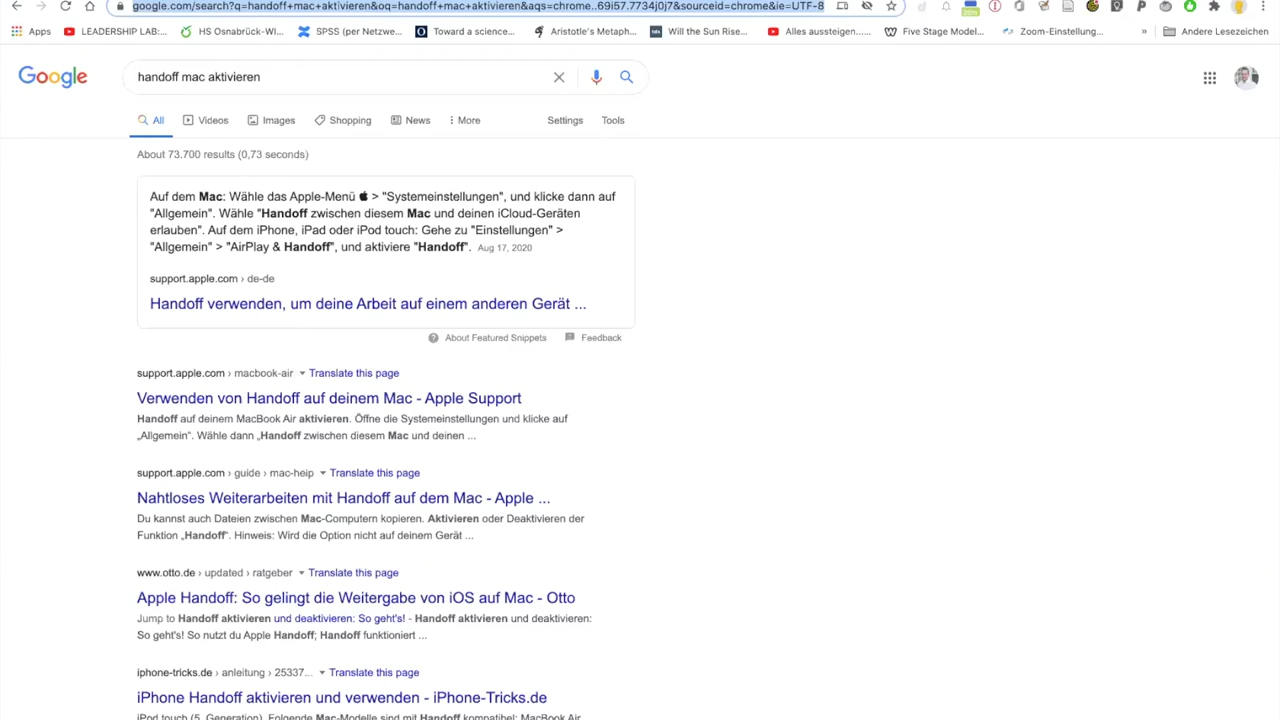 google.com/search?q=handoff+mac+aktivieren&oq=handoff+mac+aktivieren&aqs=chrome..69i57.7734j0j7&sourceid=chrome&ie=UTF-8
Apps LEADERSHIP LAB:... HS Osnabrück-WI... SPSS (per Netzwe... Toward a science... Aristotle's Metaph... Will the Sun Rise... Alles aussteigen.... Five Stage Model... Zoom-Einstellung... » Andere Lesezeichen
Google handoff mac aktivieren
All Videos Images Shopping News More Settings Tools
About 73.700 results (0,73 seconds)
Auf dem Mac: Wähle das Apple-Menü > "Systemeinstellungen", und klicke dann auf
"Allgemein". Wähle "Handoff zwischen diesem Mac und deinen iCloud-Geräten
erlauben". Auf dem iPhone, iPad oder iPod touch: Gehe zu "Einstellungen" >
"Allgemein" > "AirPlay & Handoff", und aktiviere "Handoff". Aug 17, 2020
support.apple.com › de-de
Handoff verwenden, um deine Arbeit auf einem anderen Gerät ...
About Featured Snippets Feedback
support.apple.com › macbook-air Translate this page
Verwenden von Handoff auf deinem Mac - Apple Support
Handoff auf deinem MacBook Air aktivieren. Öffne die Systemeinstellungen und klicke auf
„Allgemein“. Wähle dann „Handoff zwischen diesem Mac und deinen ...
support.apple.com › guide › mac-help Translate this page
Nahtloses Weiterarbeiten mit Handoff auf dem Mac - Apple ...
Du kannst auch Dateien zwischen Mac-Computern kopieren. Aktivieren oder Deaktivieren der
Funktion „Handoff“. Hinweis: Wird die Option nicht auf deinem Gerät ...
www.otto.de › updated › ratgeber Translate this page
Apple Handoff: So gelingt die Weitergabe von iOS auf Mac - Otto
Jump to Handoff aktivieren und deaktivieren: So geht's! - Handoff aktivieren und deaktivieren:
So geht's! So nutzt du Apple Handoff; Handoff funktioniert ...
iphone-tricks.de › anleitung › 25337... Translate this page
iPhone Handoff aktivieren und verwenden - iPhone-Tricks.de
iPod touch (5. Generation). Folgende Mac-Modelle sind mit Handoff kompatibel: MacBook Air